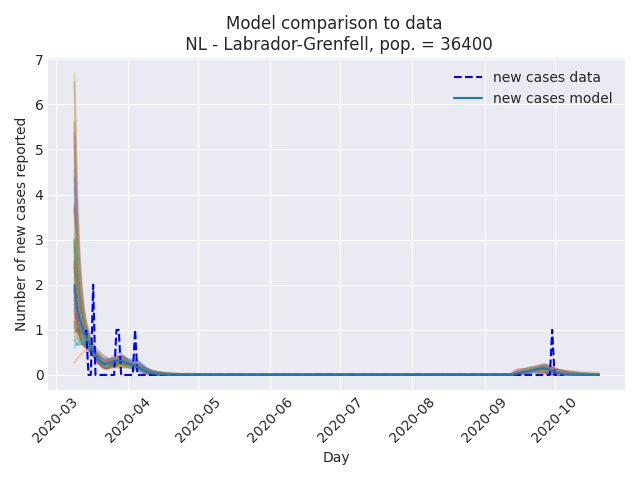 Model comparison to data
NL - Labrador-Grenfell, pop. = 36400
new cases data
new cases model
Number of new cases reported
7
6
5
4
3
2
1
0
2020-03
2020-04
2020-05
2020-06
2020-07
2020-08
2020-09
2020-10
Day